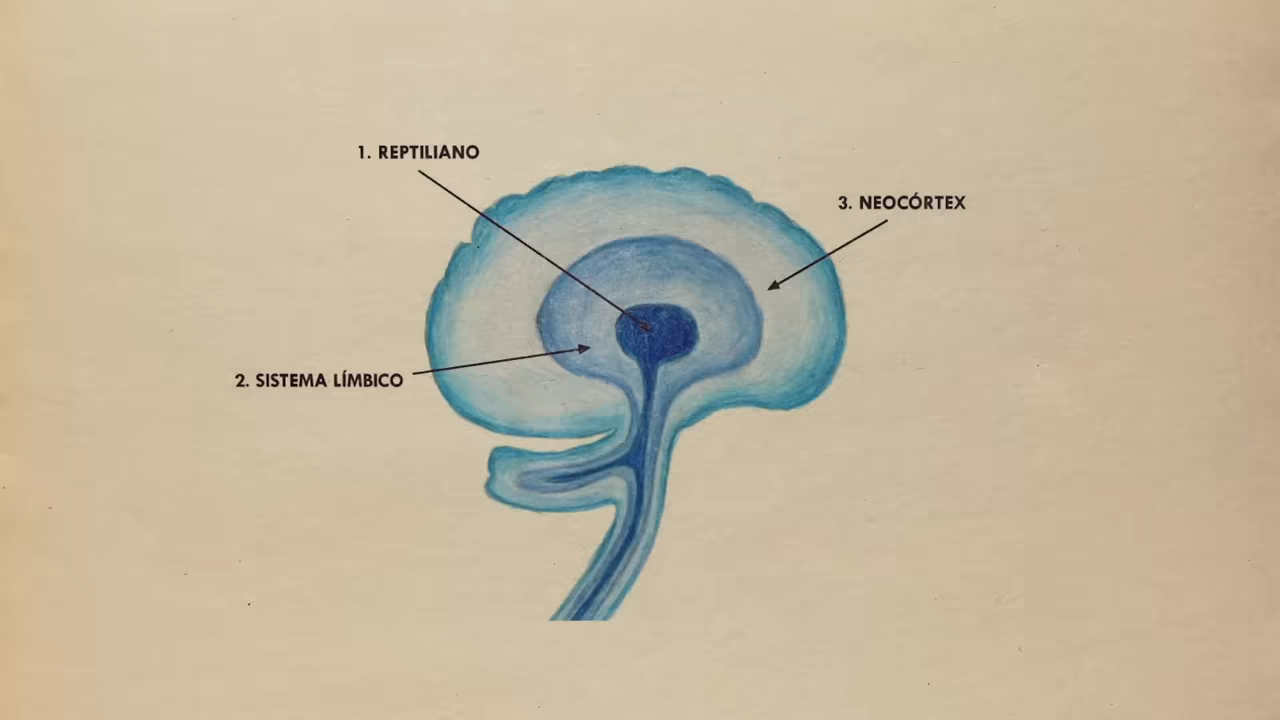 1. REPTILIANO
3. NEOCÓRTEX
2. SISTEMA LÍMBICO